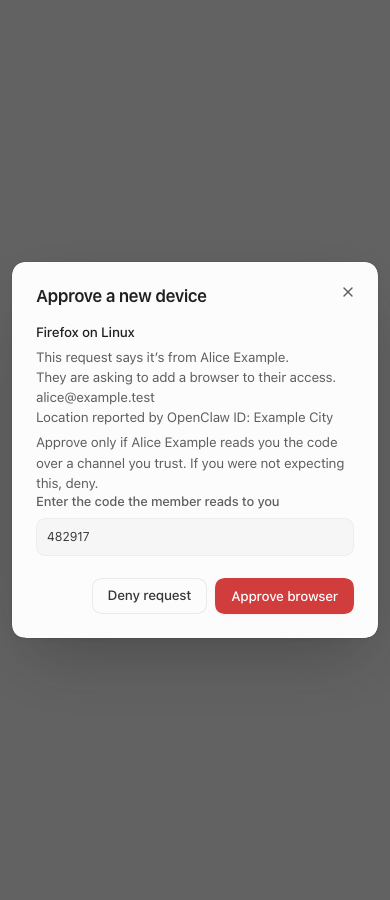 Approve a new device
Firefox on Linux
This request says it’s from Alice Example.
They are asking to add a browser to their access.
alice@example.test
Location reported by OpenClaw ID: Example City
Approve only if Alice Example reads you the code
over a channel you trust. If you were not expecting
this, deny.
Enter the code the member reads to you
482917
Deny request
Approve browser